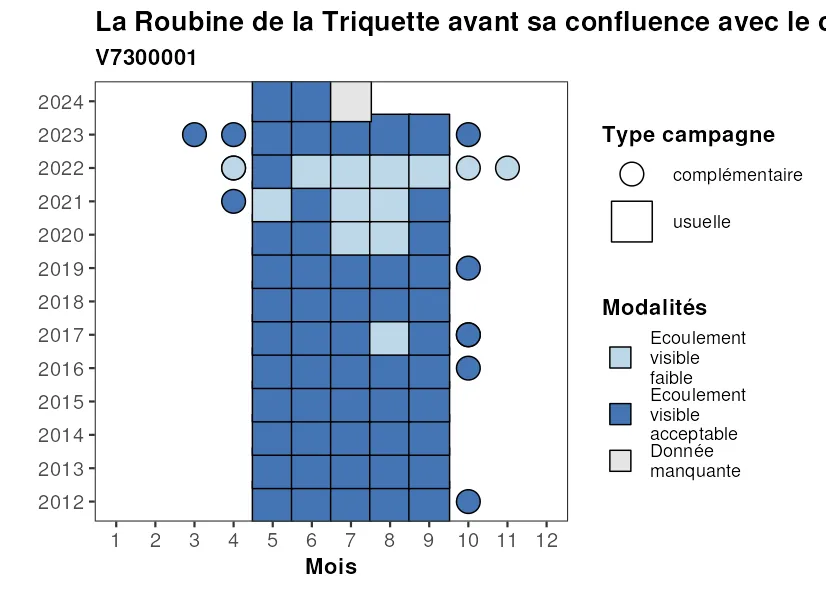 La Roubine de la Triquette avant sa confluence avec le
V7300001
2024
2023
2022
2021
2020
2019
2018
2017
2016
2015
2014
2013
2012
1 2 3 4 5 6 7 8 9 10 11 12
Mois
Type campagne
complémentaire
usuelle
Modalités
Ecoulement
visible
faible
Ecoulement
visible
acceptable
Donnée
manquante